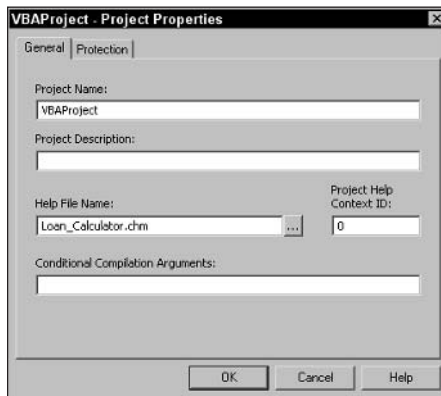 VBAProject - Project Properties
General Protection
Project Name:
VBAProject
Project Description:
Help File Name:
Project Help
Context ID:
Loan_Calculator.chm ... 0
Conditional Compilation Arguments:
OK Cancel Help